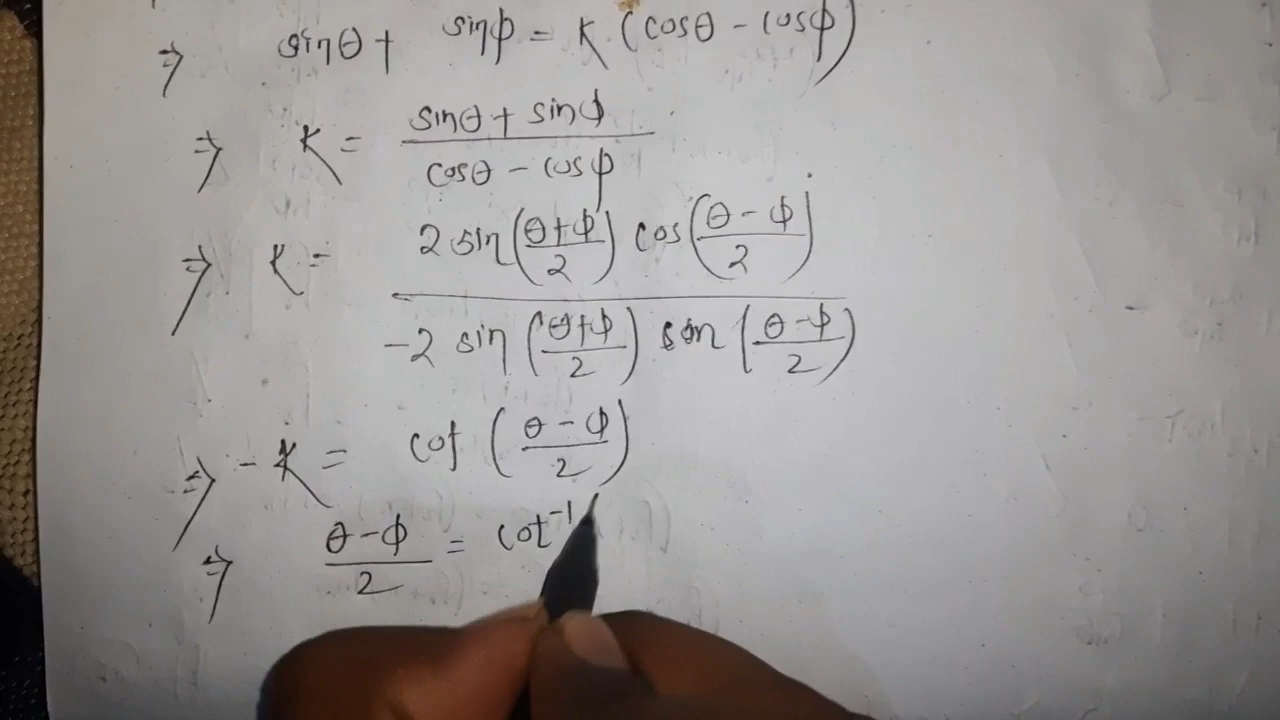 ⇒ sinθ + sinϕ = K (cosθ - cosϕ)
⇒ K = (sinθ + sinϕ) / (cosθ - cosϕ)
⇒ K = 2 sin((θ+ϕ)/2) cos((θ-ϕ)/2) / -2 sin((θ+ϕ)/2) sin((θ-ϕ)/2)
⇒ -K = cot ((θ-ϕ)/2)
⇒ (θ-ϕ)/2 = cot⁻¹